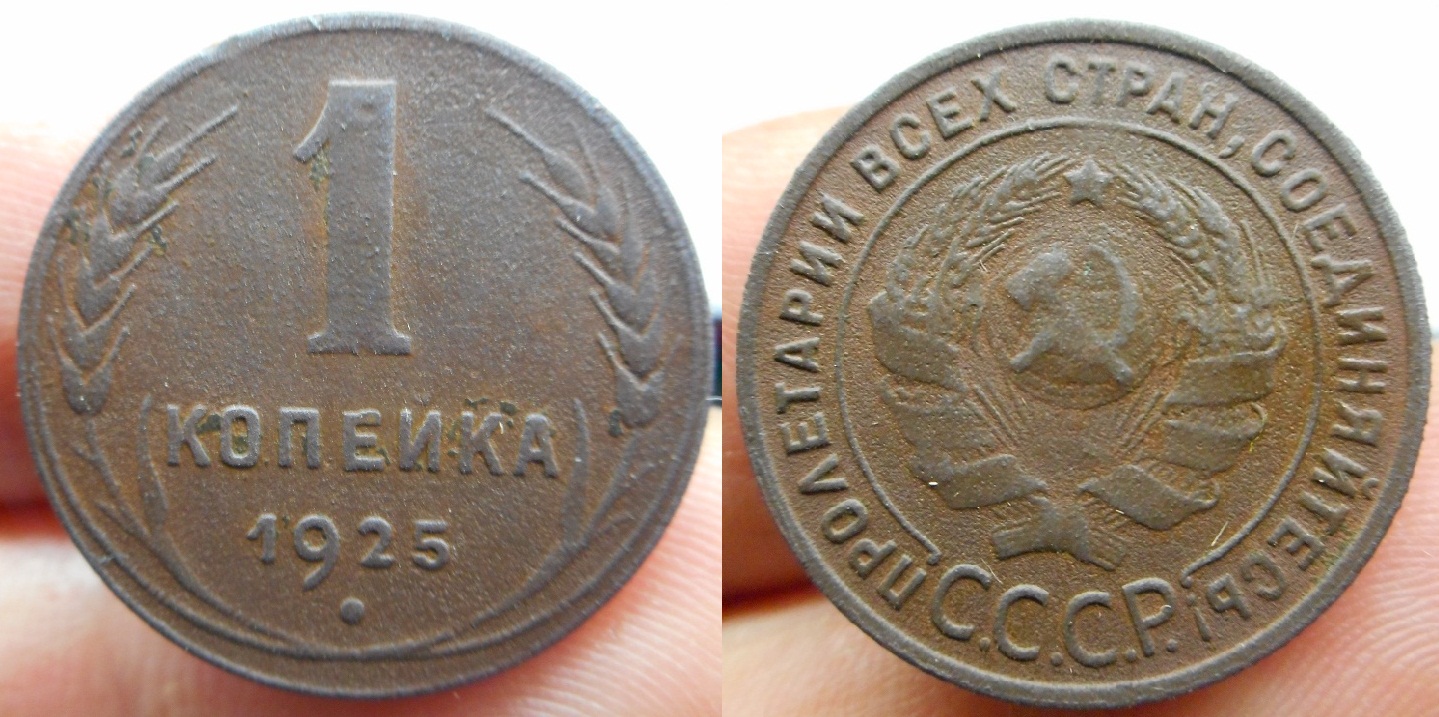 1
КОПЕЙКА
1925
ПРОЛЕТАРИИ ВСЕХ СТРАН, СОЕДИНЯЙТЕСЬ!
С.С.С.Р.